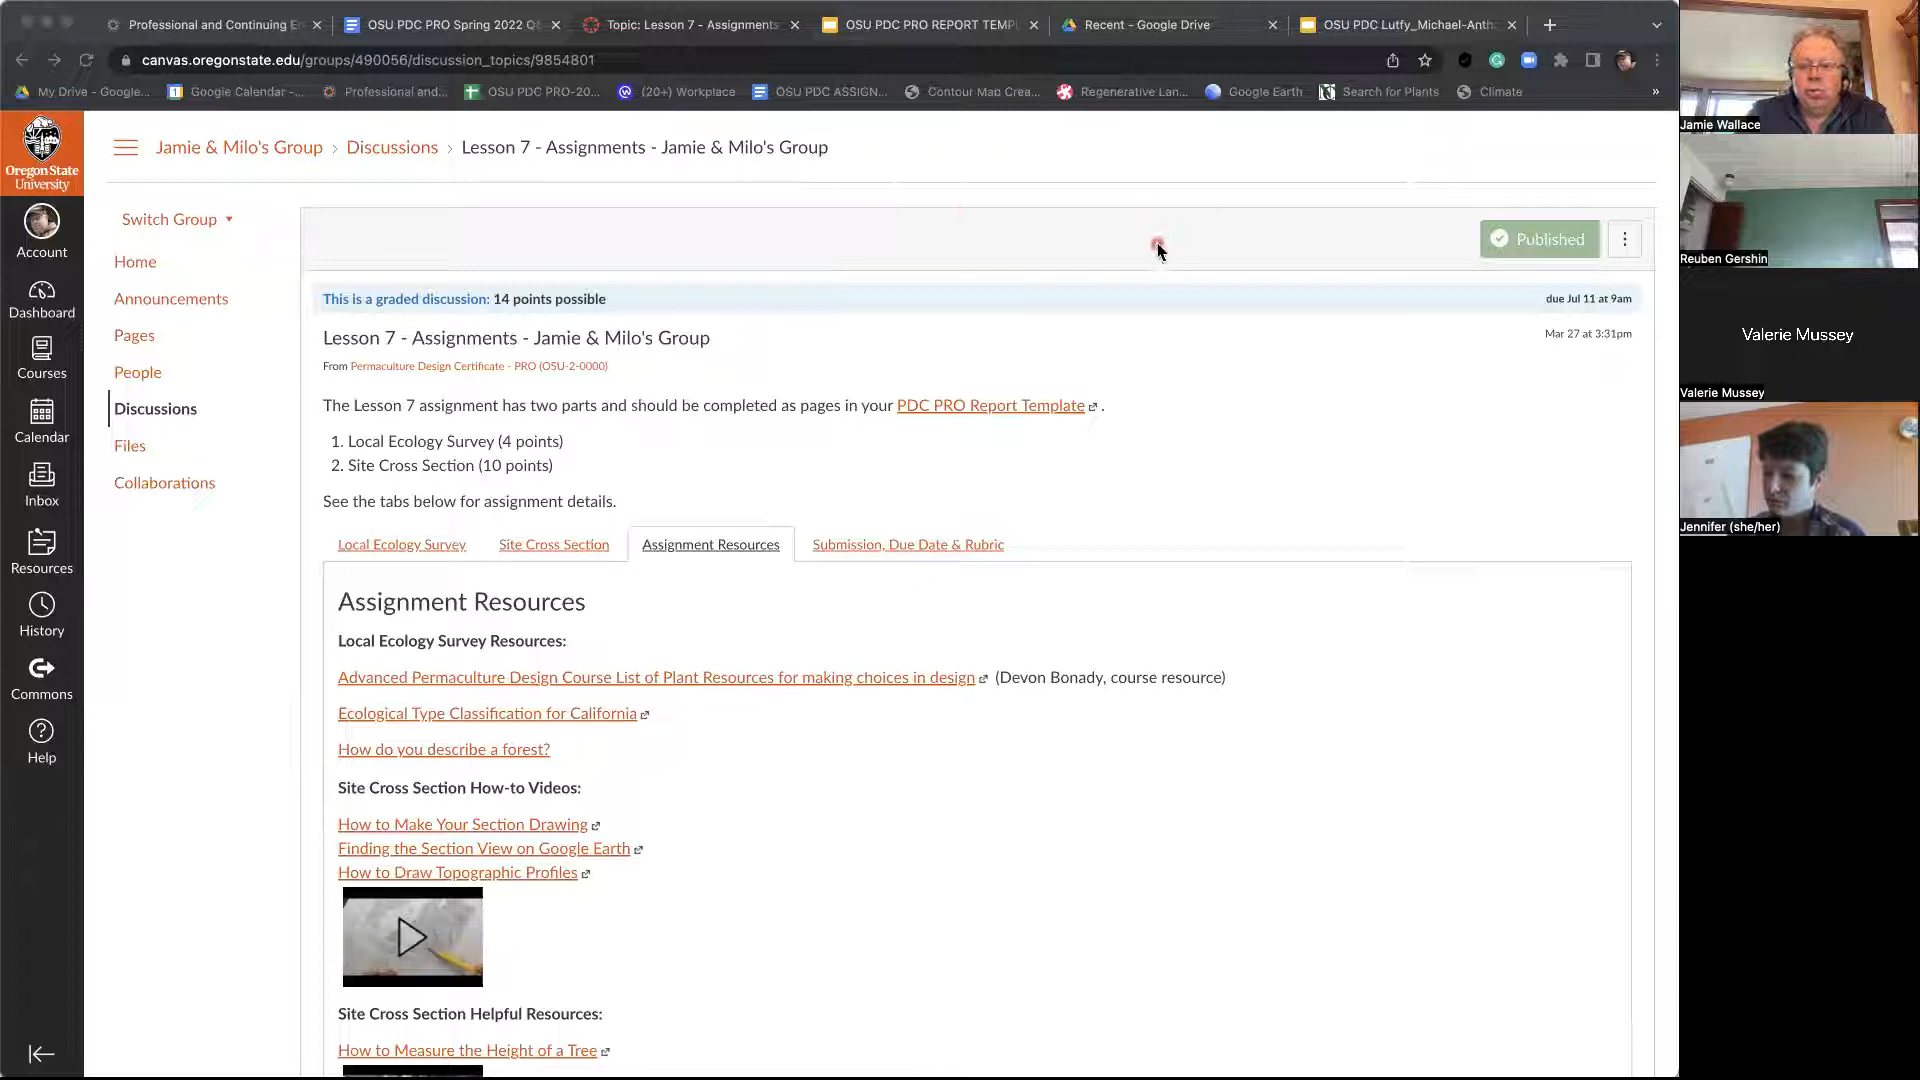 Professional and Continuing E
OSU PDC PRO Spring 2022 Q
Topic: Lesson 7 - Assignments
OSU PDC PRO REPORT TEMP
Recent - Google Drive
OSU PDC Lutfy_Michael-Anth
canvas.oregonstate.edu/groups/490056/discussion_topics/9854801
My Drive - Google...
Google Calendar -...
Professional and...
OSU PDC PRO-20...
(20+) Workplace
OSU PDC ASSIGN...
Contour Map Crea...
Regenerative Lan...
Google Earth
Search for Plants
Climate
»
Oregon State
University
Account
Dashboard
Courses
Calendar
Inbox
Resources
History
Commons
Help
Jamie & Milo's Group › Discussions › Lesson 7 - Assignments - Jamie & Milo's Group
Switch Group
Home
Announcements
Pages
People
Discussions
Files
Collaborations
Published
This is a graded discussion: 14 points possible
due Jul 11 at 9am
Lesson 7 - Assignments - Jamie & Milo's Group
Mar 27 at 3:31pm
From Permaculture Design Certificate - PRO (OSU-2-0000)
The Lesson 7 assignment has two parts and should be completed as pages in your PDC PRO Report Template .
1. Local Ecology Survey (4 points)
2. Site Cross Section (10 points)
See the tabs below for assignment details.
Local Ecology Survey
Site Cross Section
Assignment Resources
Submission, Due Date & Rubric
Assignment Resources
Local Ecology Survey Resources:
Advanced Permaculture Design Course List of Plant Resources for making choices in design (Devon Bonady, course resource)
Ecological Type Classification for California
How do you describe a forest?
Site Cross Section How-to Videos:
How to Make Your Section Drawing
Finding the Section View on Google Earth
How to Draw Topographic Profiles
Site Cross Section Helpful Resources:
How to Measure the Height of a Tree
Jamie Wallace
Reuben Gershin
Valerie Mussey
Valerie Mussey
Jennifer (she/her)